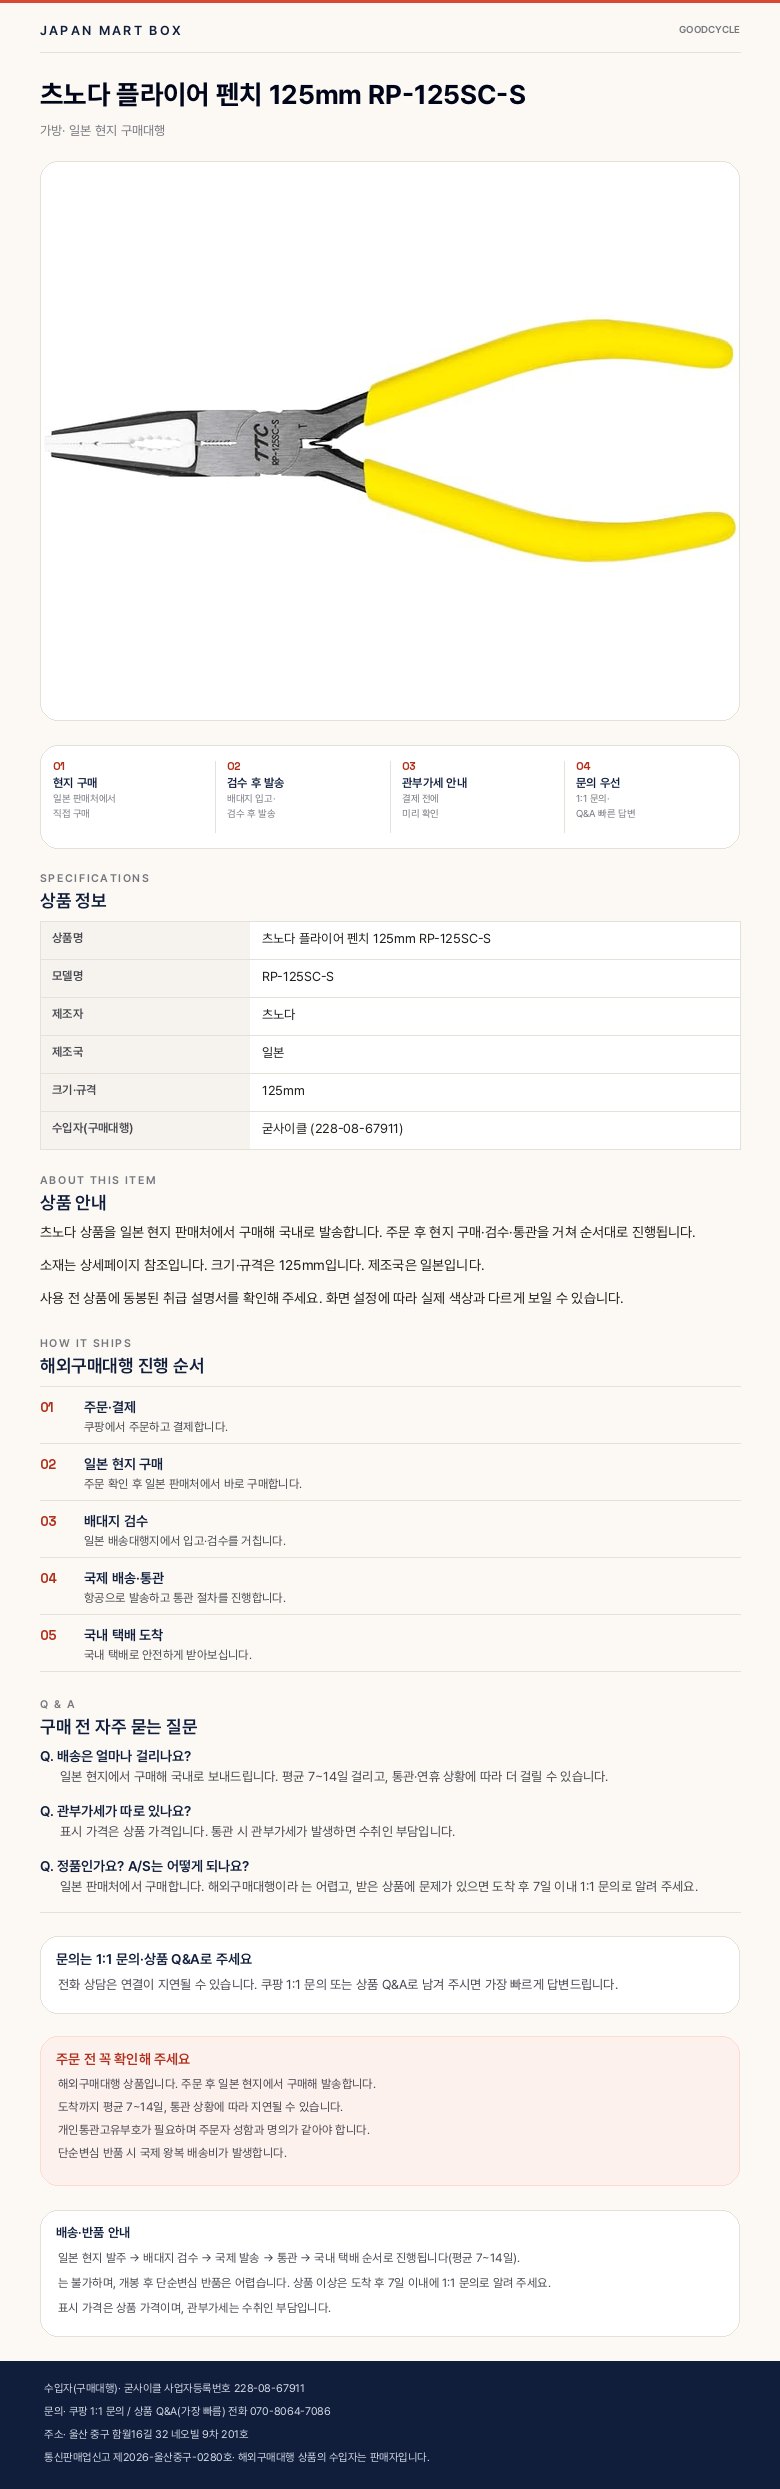 JAPAN MART BOX
GOODCYCLE
츠노다 플라이어 펜치 125mm RP-125SC-S
가방· 일본 현지 구매대행
TTC
RP-125SC-S
T
01
현지 구매
일본 판매처에서
직접 구매
02
검수 후 발송
배대지 입고·
검수 후 발송
03
관부가세 안내
결제 전에
미리 확인
04
문의 우선
1:1 문의·
Q&A 빠른 답변
SPECIFICATIONS
상품 정보
상품명 츠노다 플라이어 펜치 125mm RP-125SC-S
모델명 RP-125SC-S
제조자 츠노다
제조국 일본
크기·규격 125mm
수입자(구매대행) 굳사이클 (228-08-67911)
ABOUT THIS ITEM
상품 안내
츠노다 상품을 일본 현지 판매처에서 구매해 국내로 발송합니다. 주문 후 현지 구매·검수·통관을 거쳐 순서대로 진행됩니다.
소재는 상세페이지 참조입니다. 크기·규격은 125mm입니다. 제조국은 일본입니다.
사용 전 상품에 동봉된 취급 설명서를 확인해 주세요. 화면 설정에 따라 실제 색상과 다르게 보일 수 있습니다.
HOW IT SHIPS
해외구매대행 진행 순서
01 주문·결제
쿠팡에서 주문하고 결제합니다.
02 일본 현지 구매
주문 확인 후 일본 판매처에서 바로 구매합니다.
03 배대지 검수
일본 배송대행지에서 입고·검수를 거칩니다.
04 국제 배송·통관
항공으로 발송하고 통관 절차를 진행합니다.
05 국내 택배 도착
국내 택배로 안전하게 받아보십니다.
Q & A
구매 전 자주 묻는 질문
Q. 배송은 얼마나 걸리나요?
일본 현지에서 구매해 국내로 보내드립니다. 평균 7~14일 걸리고, 통관·연휴 상황에 따라 더 걸릴 수 있습니다.
Q. 관부가세가 따로 있나요?
표시 가격은 상품 가격입니다. 통관 시 관부가세가 발생하면 수취인 부담입니다.
Q. 정품인가요? A/S는 어떻게 되나요?
일본 판매처에서 구매합니다. 해외구매대행이라 는 어렵고, 받은 상품에 문제가 있으면 도착 후 7일 이내 1:1 문의로 알려 주세요.
문의는 1:1 문의·상품 Q&A로 주세요
전화 상담은 연결이 지연될 수 있습니다. 쿠팡 1:1 문의 또는 상품 Q&A로 남겨 주시면 가장 빠르게 답변드립니다.
주문 전 꼭 확인해 주세요
해외구매대행 상품입니다. 주문 후 일본 현지에서 구매해 발송합니다.
도착까지 평균 7~14일, 통관 상황에 따라 지연될 수 있습니다.
개인통관고유부호가 필요하며 주문자 성함과 명의가 같아야 합니다.
단순변심 반품 시 국제 왕복 배송비가 발생합니다.
배송·반품 안내
일본 현지 발주 → 배대지 검수 → 국제 발송 → 통관 → 국내 택배 순서로 진행됩니다(평균 7~14일).
는 불가하며, 개봉 후 단순변심 반품은 어렵습니다. 상품 이상은 도착 후 7일 이내에 1:1 문의로 알려 주세요.
표시 가격은 상품 가격이며, 관부가세는 수취인 부담입니다.
수입자(구매대행)· 굳사이클 사업자등록번호 228-08-67911
문의· 쿠팡 1:1 문의 / 상품 Q&A(가장 빠름) 전화 070-8064-7086
주소· 울산 중구 함월16길 32 네오빌 9차 201호
통신판매업신고 제2026-울산중구-0280호· 해외구매대행 상품의 수입자는 판매자입니다.